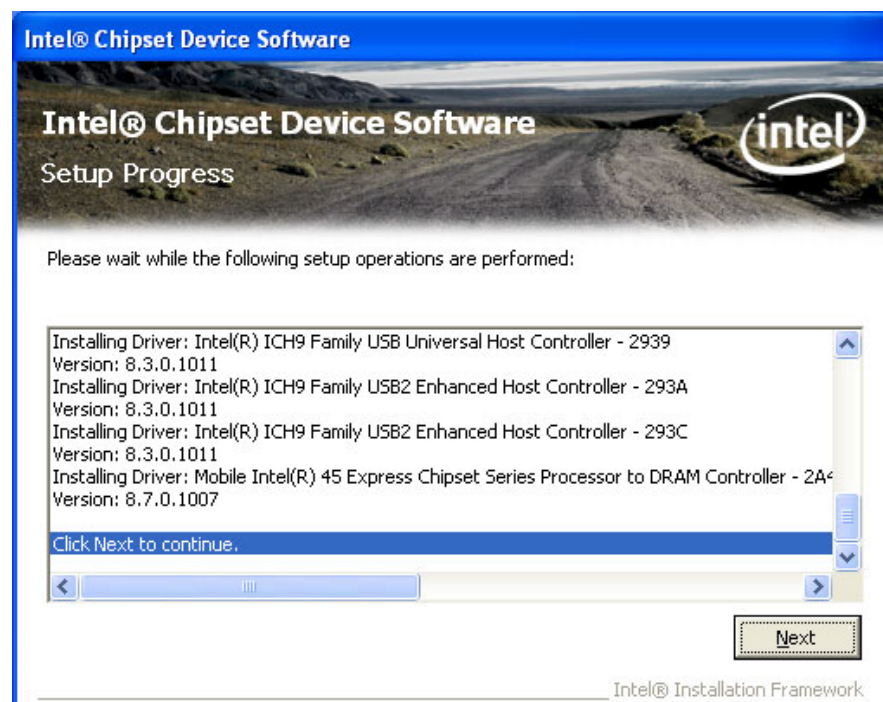 Intel® Chipset Device Software
Intel® Chipset Device Software
intel
Setup Progress
Please wait while the following setup operations are performed:
Installing Driver: Intel(R) ICH9 Family USB Universal Host Controller - 2939
Version: 8.3.0.1011
Installing Driver: Intel(R) ICH9 Family USB2 Enhanced Host Controller - 293A
Version: 8.3.0.1011
Installing Driver: Intel(R) ICH9 Family USB2 Enhanced Host Controller - 293C
Version: 8.3.0.1011
Installing Driver: Mobile Intel(R) 45 Express Chipset Series Processor to DRAM Controller - 2A4
Version: 8.7.0.1007
Click Next to continue.
Next
Intel® Installation Framework